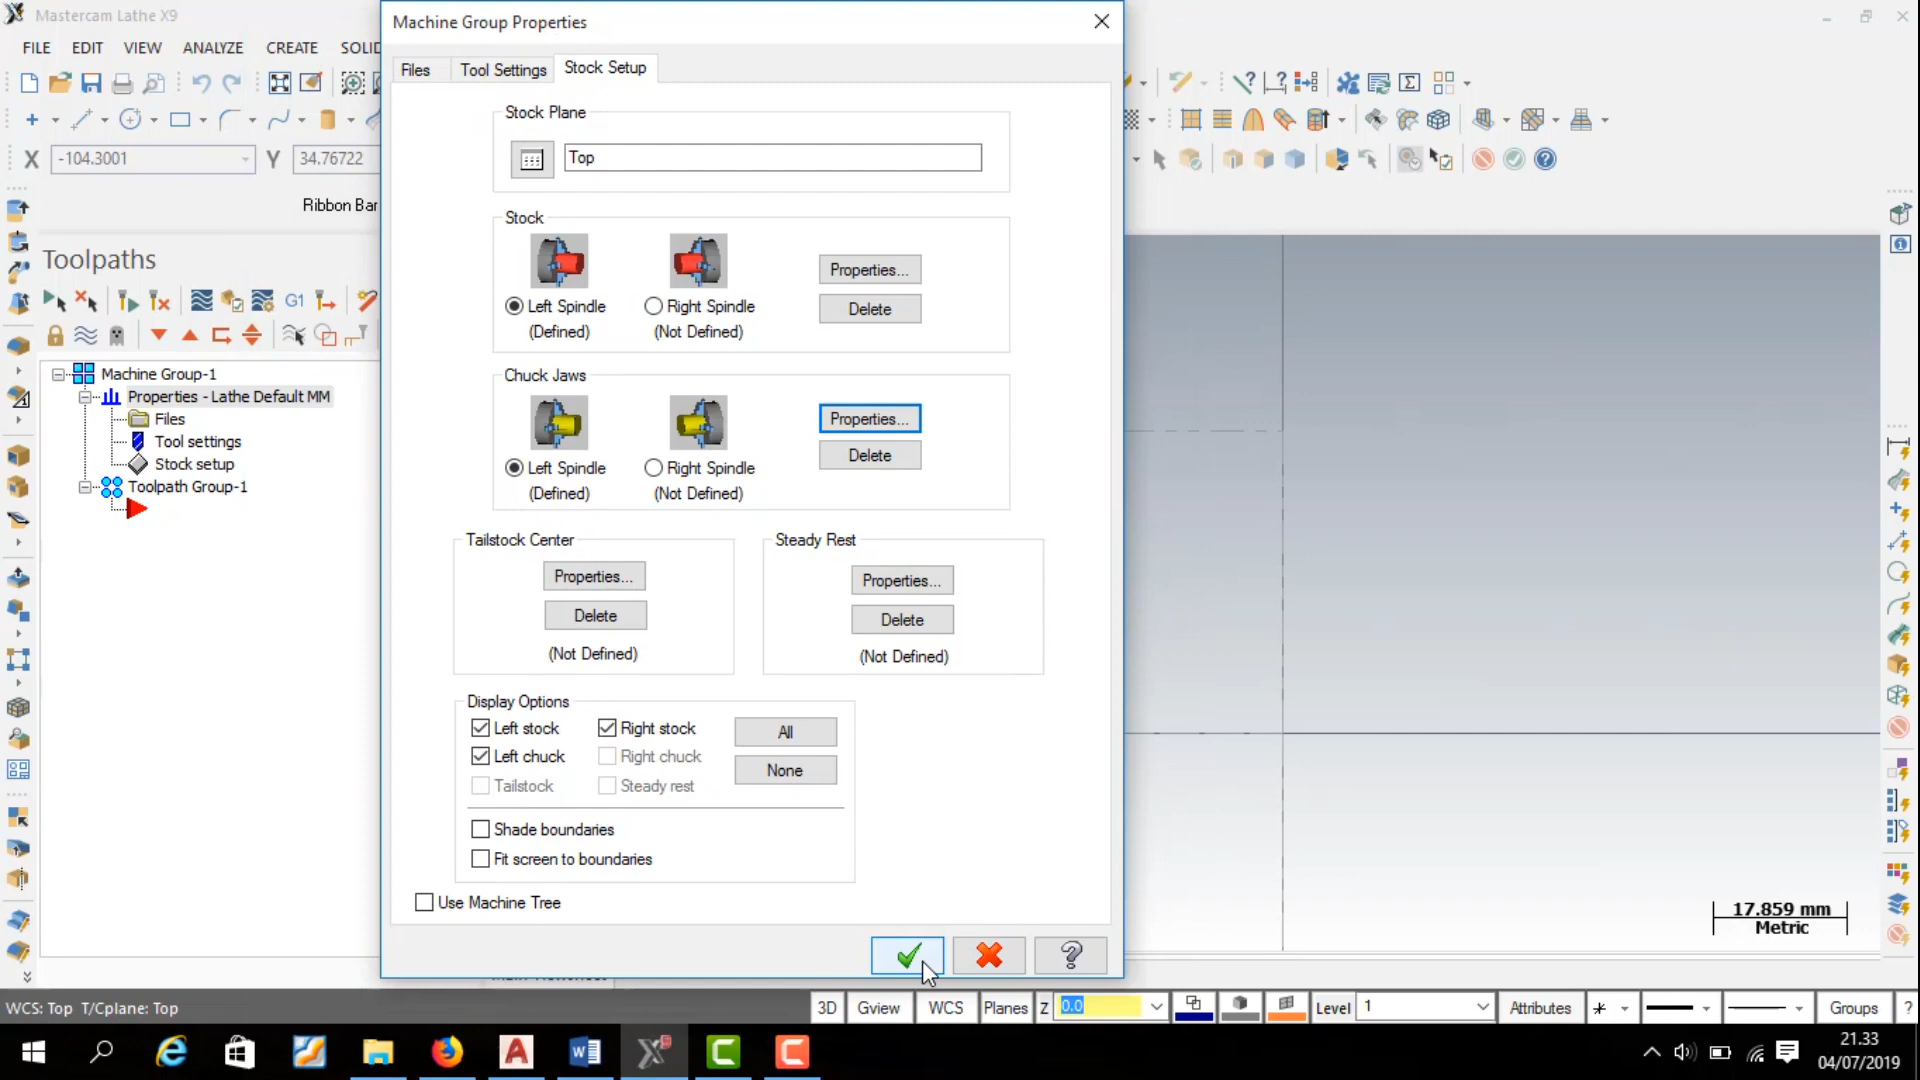 Mastercam Lathe X9
Machine Group Properties
FILE EDIT VIEW ANALYZE CREATE SOLID
Files
Tool Settings
Stock Setup
Stock Plane
Top
X -104.3001 Y 34.76722
Ribbon Bar
Stock
Left Spindle
(Defined)
Right Spindle
(Not Defined)
Properties...
Delete
Toolpaths
G1
Machine Group-1
Properties - Lathe Default MM
Files
Tool settings
Stock setup
Toolpath Group-1
Chuck Jaws
Left Spindle
(Defined)
Right Spindle
(Not Defined)
Properties...
Delete
Tailstock Center
Properties...
Delete
(Not Defined)
Steady Rest
Properties...
Delete
(Not Defined)
Display Options
Left stock
Right stock
All
Left chuck
Right chuck
None
Tailstock
Steady rest
Shade boundaries
Fit screen to boundaries
Use Machine Tree
17.859 mm
Metric
WCS: Top T/Cplane: Top
3D Gview WCS Planes Z 0.0 Level 1 Attributes Groups ?
21.33
04/07/2019